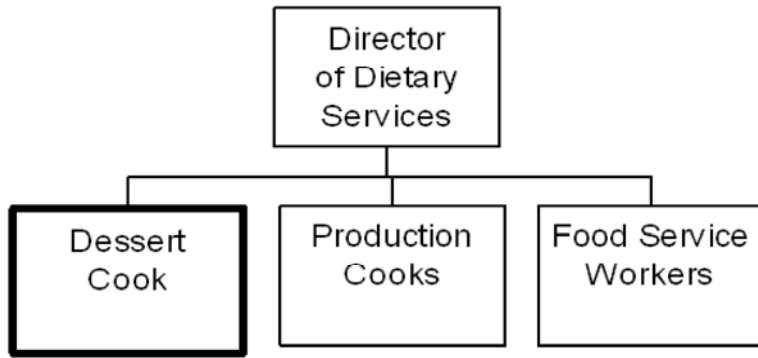 Director
of Dietary
Services
Dessert
Cook
Production
Cooks
Food Service
Workers